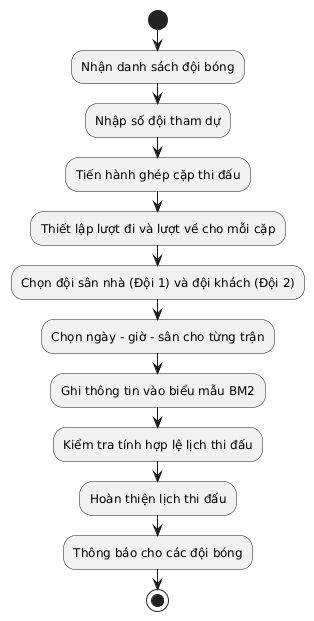 Nhận danh sách đội bóng
Nhập số đội tham dự
Tiến hành ghép cặp thi đấu
Thiết lập lượt đi và lượt về cho mỗi cặp
Chọn đội sân nhà (Đội 1) và đội khách (Đội 2)
Chọn ngày - giờ - sân cho từng trận
Ghi thông tin vào biểu mẫu BM2
Kiểm tra tính hợp lệ lịch thi đấu
Hoàn thiện lịch thi đấu
Thông báo cho các đội bóng